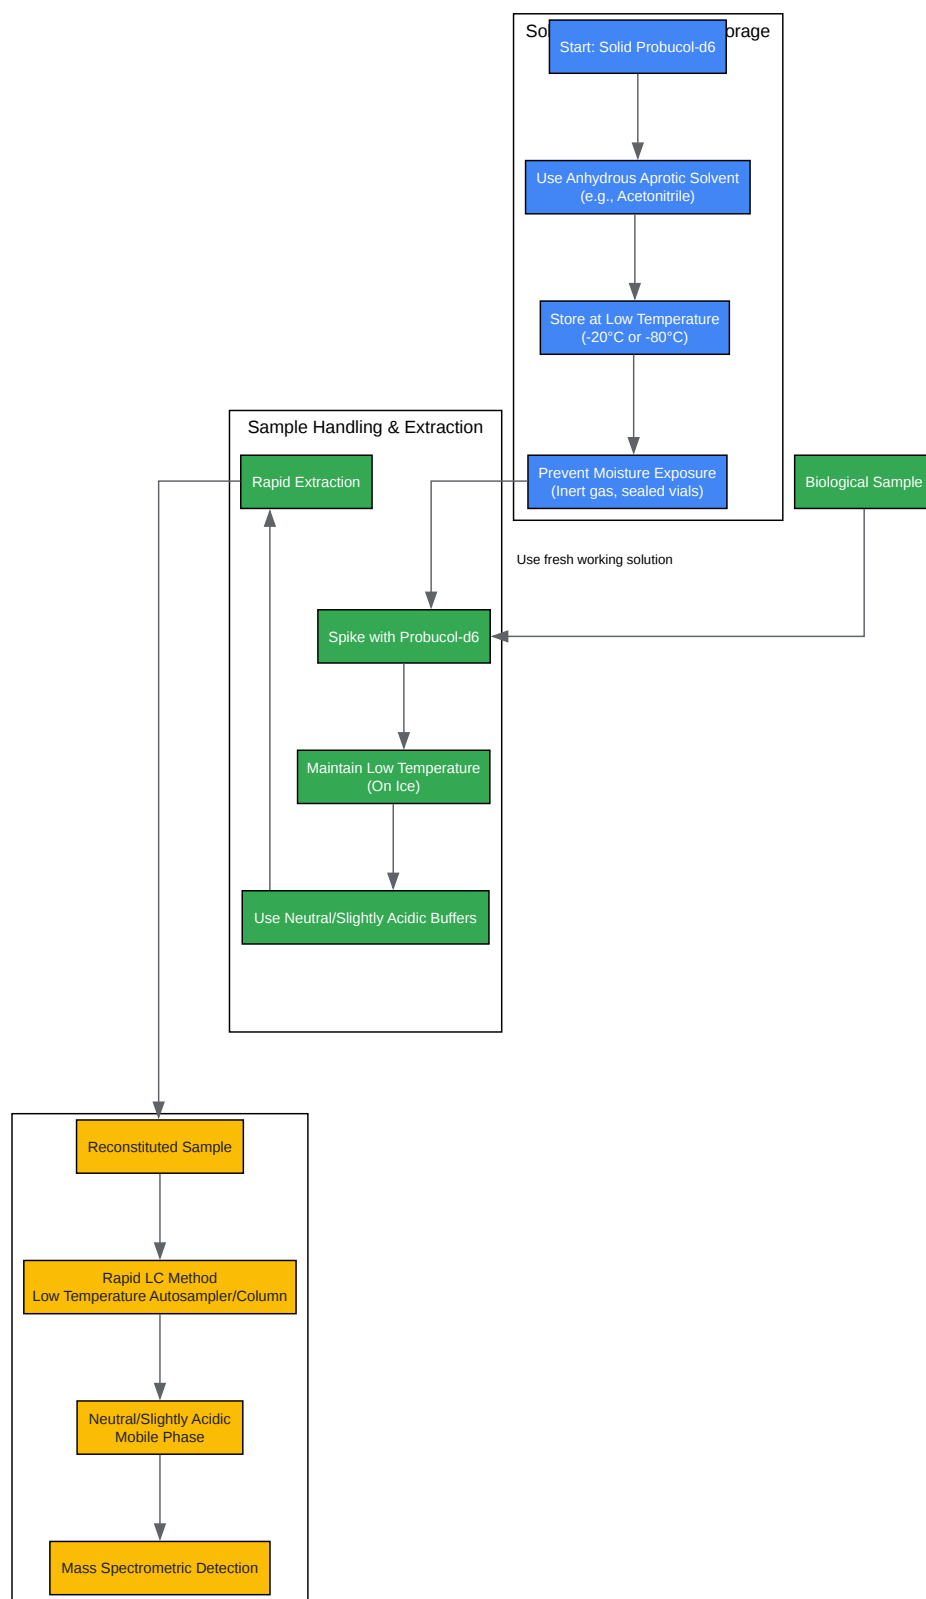 orage
Start: Solid Probucol-d6
Use Anhydrous Aprotic Solvent
(e.g., Acetonitrile)
Store at Low Temperature
(-20°C or -80°C)
Prevent Moisture Exposure
(Inert gas, sealed vials)
Biological Sample
Use fresh working solution
Sample Handling & Extraction
Rapid Extraction
Spike with Probucol-d6
Maintain Low Temperature
(On Ice)
Use Neutral/Slightly Acidic Buffers
Reconstituted Sample
Rapid LC Method
Low Temperature Autosampler/Column
Neutral/Slightly Acidic
Mobile Phase
Mass Spectrometric Detection